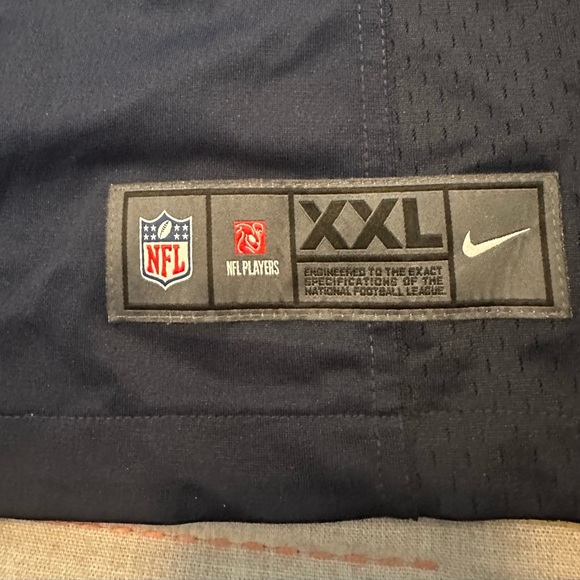 NFL
NFL PLAYERS
XXL
ENGINEERED TO THE EXACT
SPECIFICATIONS OF THE
NATIONAL FOOTBALL LEAGUE.